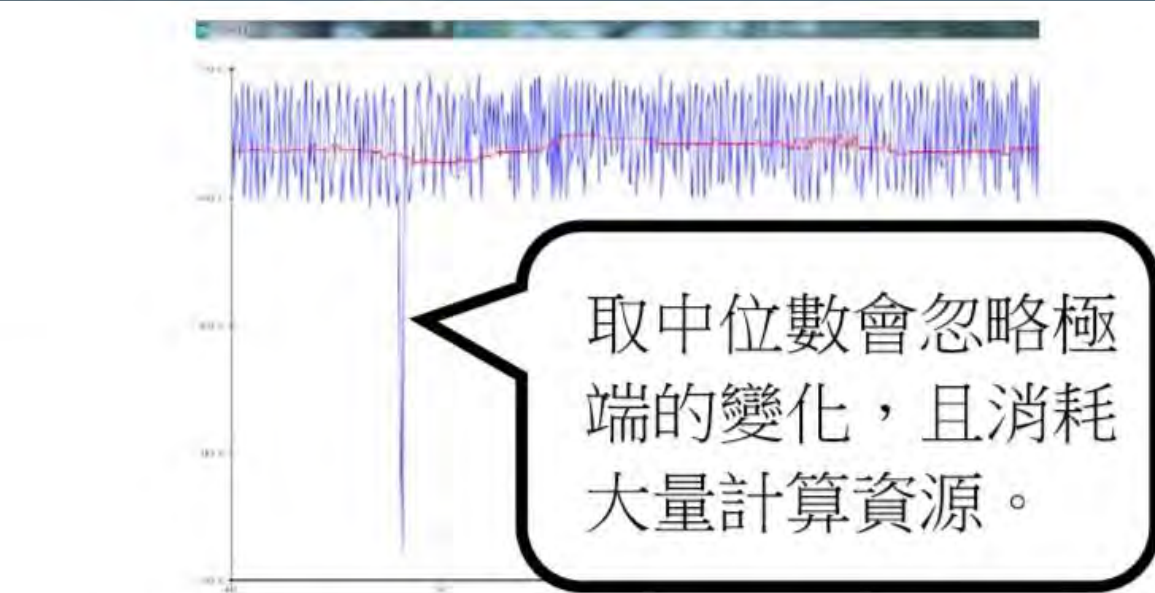 取中位數會忽略極
端的變化，且消耗
大量計算資源。